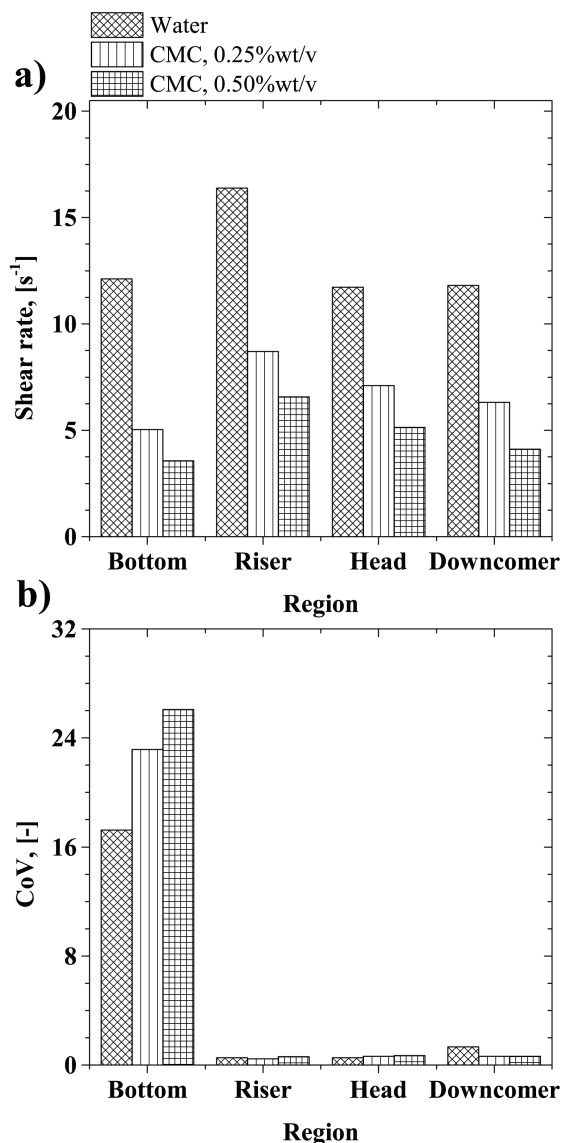 Water
CMC, 0.25%wt/v
CMC, 0.50%wt/v
a)
20
15
10
5
0
Shear rate, [s⁻¹]
Bottom Riser Head Downcomer
Region
b)
32
24
16
8
0
CoV, [-]
Bottom Riser Head Downcomer
Region